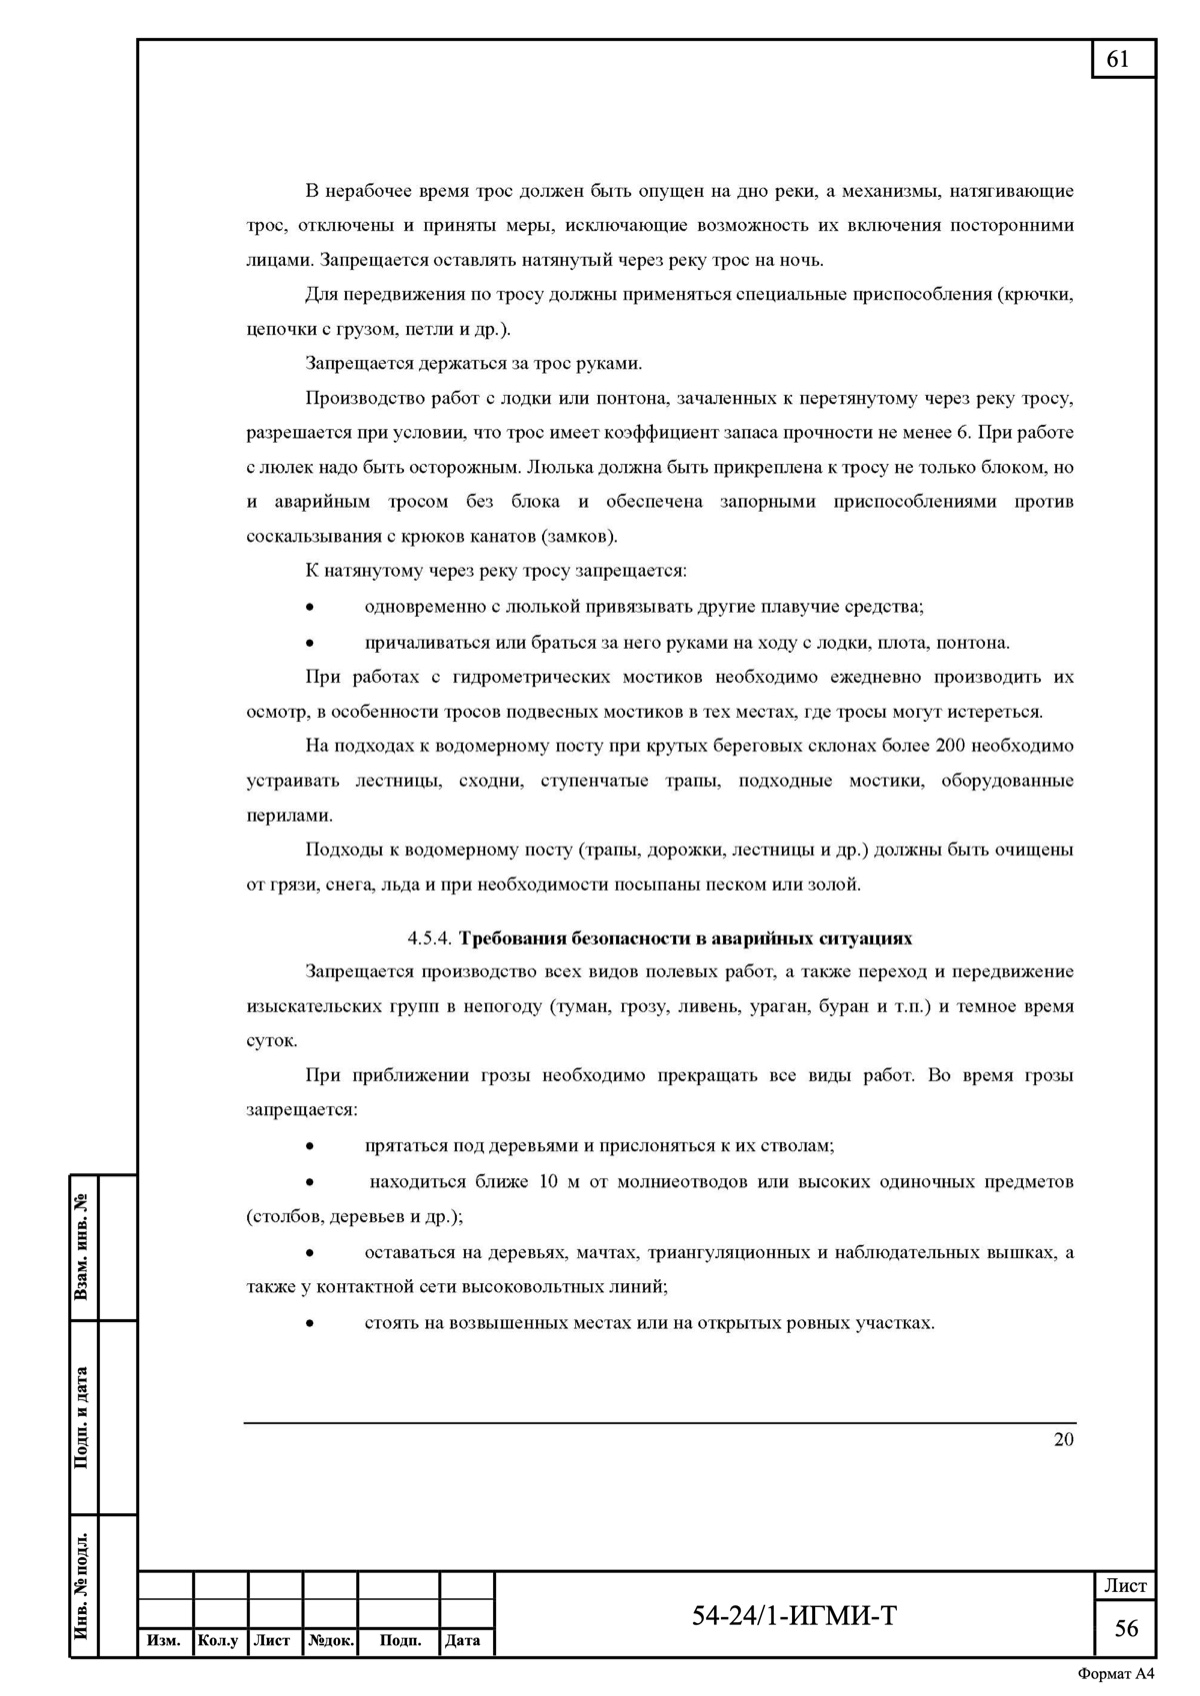 61
В нерабочее время трос должен быть опущен на дно реки, а механизмы, натягивающие
трос, отключены и приняты меры, исключающие возможность их включения посторонними
лицами. Запрещается оставлять натянутый через реку трос на ночь.
Для передвижения по тросу должны применяться специальные приспособления (крючки,
цепочки с грузом, петли и др.).
Запрещается держаться за трос руками.
Производство работ с лодки или понтона, зачаленных к перетянутому через реку тросу,
разрешается при условии, что трос имеет коэффициент запаса прочности не менее 6. При работе
с люлек надо быть осторожным. Люлька должна быть прикреплена к тросу не только блоком, но
и аварийным тросом без блока и обеспечена запорными приспособлениями против
соскальзывания с крюков канатов (замков).
К натянутому через реку тросу запрещается:
• одновременно с люлькой привязывать другие плавучие средства;
• причаливаться или браться за него руками на ходу с лодки, плота, понтона.
При работах с гидрометрических мостиков необходимо ежедневно производить их
осмотр, в особенности тросов подвесных мостиков в тех местах, где тросы могут истереться.
На подходах к водомерному посту при крутых береговых склонах более 200 необходимо
устраивать лестницы, сходни, ступенчатые трапы, подходные мостики, оборудованные
перилами.
Подходы к водомерному посту (трапы, дорожки, лестницы и др.) должны быть очищены
от грязи, снега, льда и при необходимости посыпаны песком или золой.
4.5.4. Требования безопасности в аварийных ситуациях
Запрещается производство всех видов полевых работ, а также переход и передвижение
изыскательских групп в непогоду (туман, грозу, ливень, ураган, буран и т.п.) и темное время
суток.
При приближении грозы необходимо прекращать все виды работ. Во время грозы
запрещается:
• прятаться под деревьями и прислоняться к их стволам;
• находиться ближе 10 м от молниеотводов или высоких одиночных предметов
(столбов, деревьев и др.);
• оставаться на деревьях, мачтах, триангуляционных и наблюдательных вышках, а
также у контактной сети высоковольтных линий;
• стоять на возвышенных местах или на открытых ровных участках.
20
Взам. инв. №
Подп. и дата
Инв. № подл.
Изм. Кол.у Лист №док. Подп. Дата
54-24/1-ИГМИ-Т
Лист
56
Формат А4